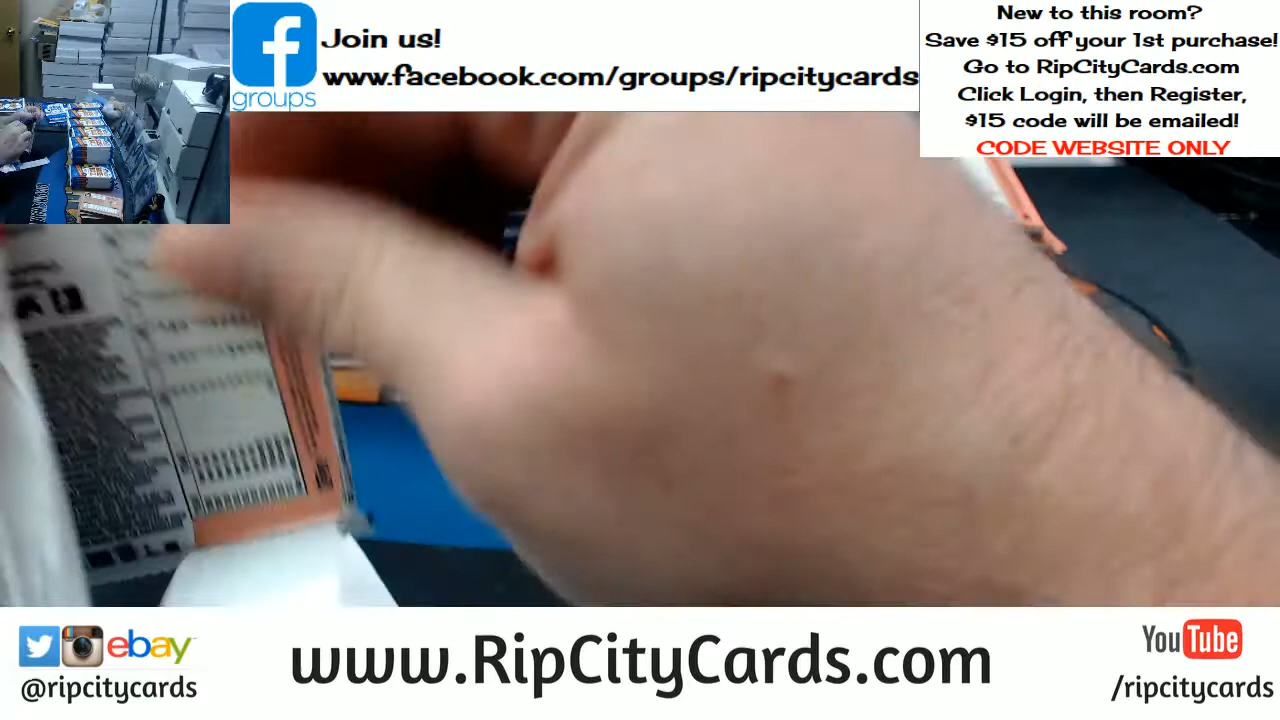 Join us!
www.facebook.com/groups/ripcitycards
groups
New to this room?
Save $15 off your 1st purchase!
Go to RipCityCards.com
Click Login, then Register,
$15 code will be emailed!
CODE WEBSITE ONLY
ebay
@ripcitycards
www.RipCityCards.com
YouTube
/ripcitycards